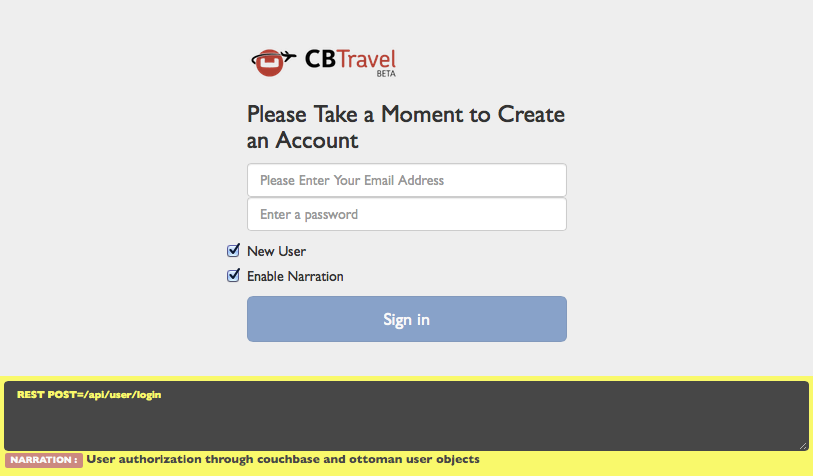 CBTravel
BETA
Please Take a Moment to Create
an Account
Please Enter Your Email Address
Enter a password
New User
Enable Narration
Sign in
REST POST=/api/user/login
NARRATION : User authorization through couchbase and ottoman user objects